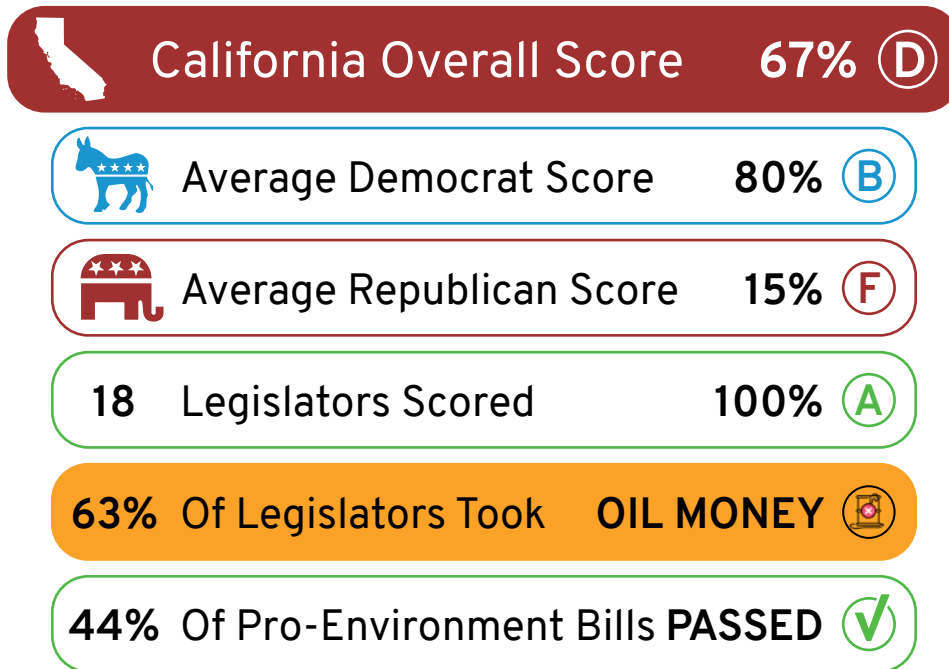 California Overall Score 67% D
Average Democrat Score 80% B
Average Republican Score 15% F
18 Legislators Scored 100% A
63% Of Legislators Took OIL MONEY
44% Of Pro-Environment Bills PASSED